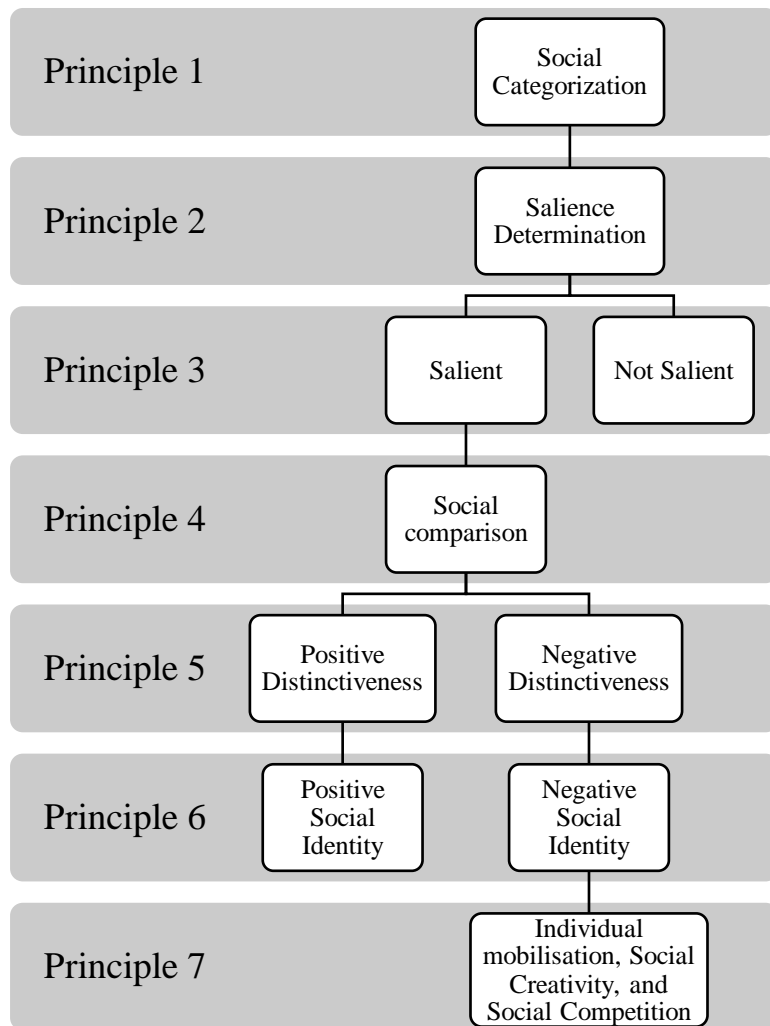 Principle 1
Social
Categorization
Principle 2
Salience
Determination
Principle 3
Salient
Not Salient
Principle 4
Social
comparison
Principle 5
Positive
Distinctiveness
Negative
Distinctiveness
Principle 6
Positive
Social
Identity
Negative
Social
Identity
Principle 7
Individual
mobilisation, Social
Creativity, and
Social Competition